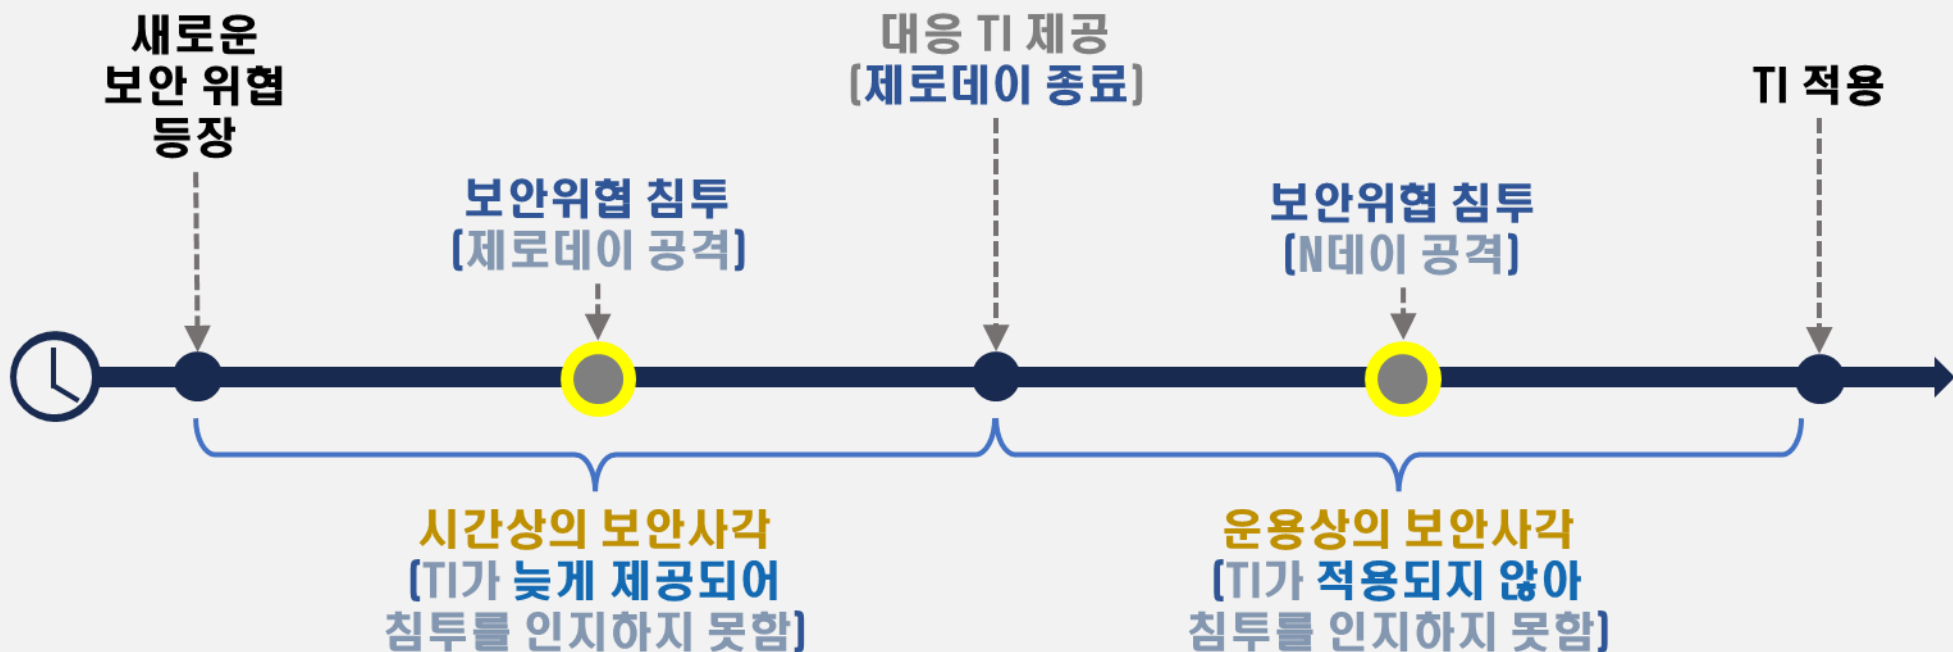 새로운
보안 위협
등장
대응 TI 제공
(제로데이 종료)
TI 적용
보안위협 침투
(제로데이 공격)
보안위협 침투
(N데이 공격)
시간상의 보안사각
(TI가 늦게 제공되어
침투를 인지하지 못함)
운용상의 보안사각
(TI가 적용되지 않아
침투를 인지하지 못함)